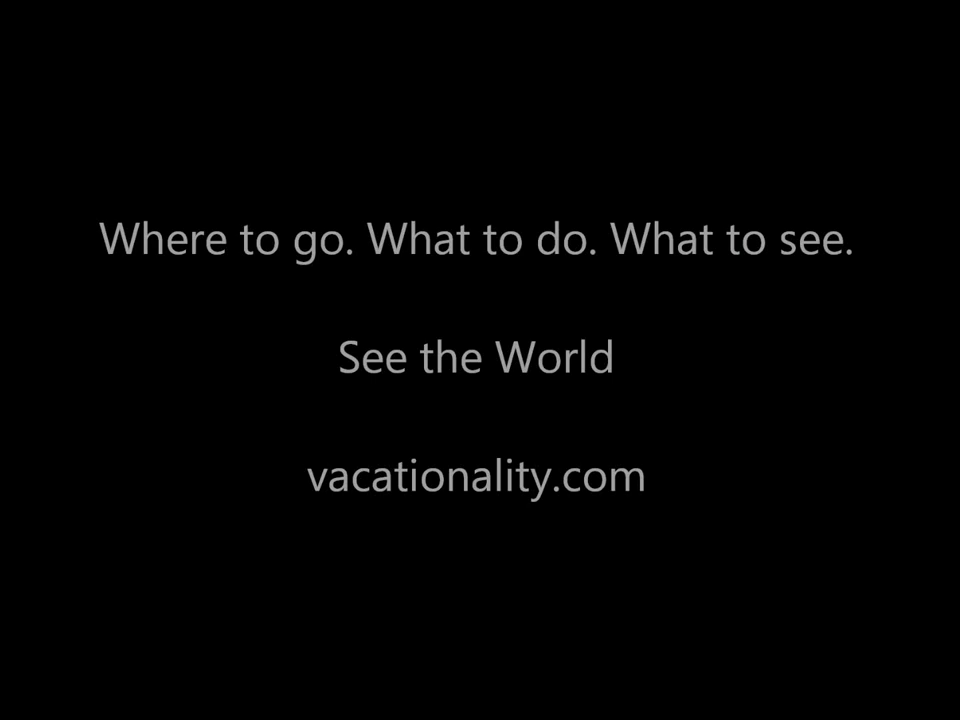 Where to go. What to do. What to see.
See the World
vacationality.com